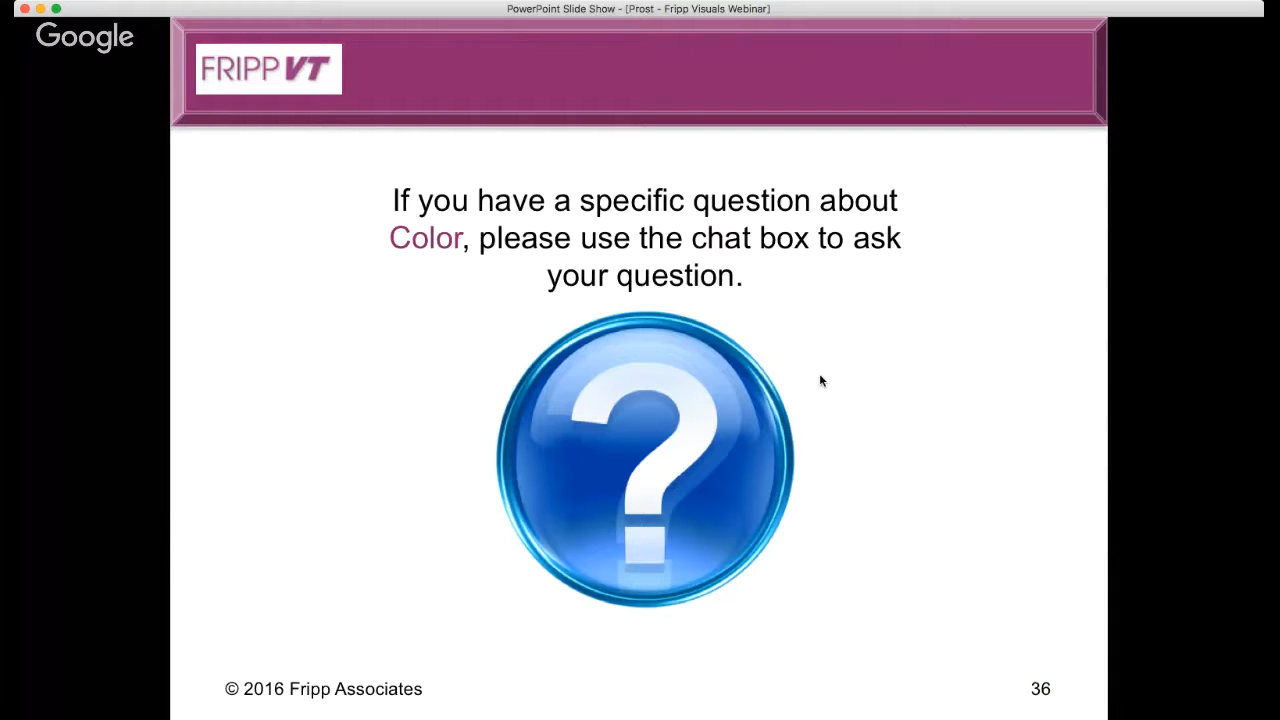 PowerPoint Slide Show - [Prost - Fripp Visuals Webinar]
Google
FRIPP VT
If you have a specific question about
Color, please use the chat box to ask
your question.
?
© 2016 Fripp Associates
36